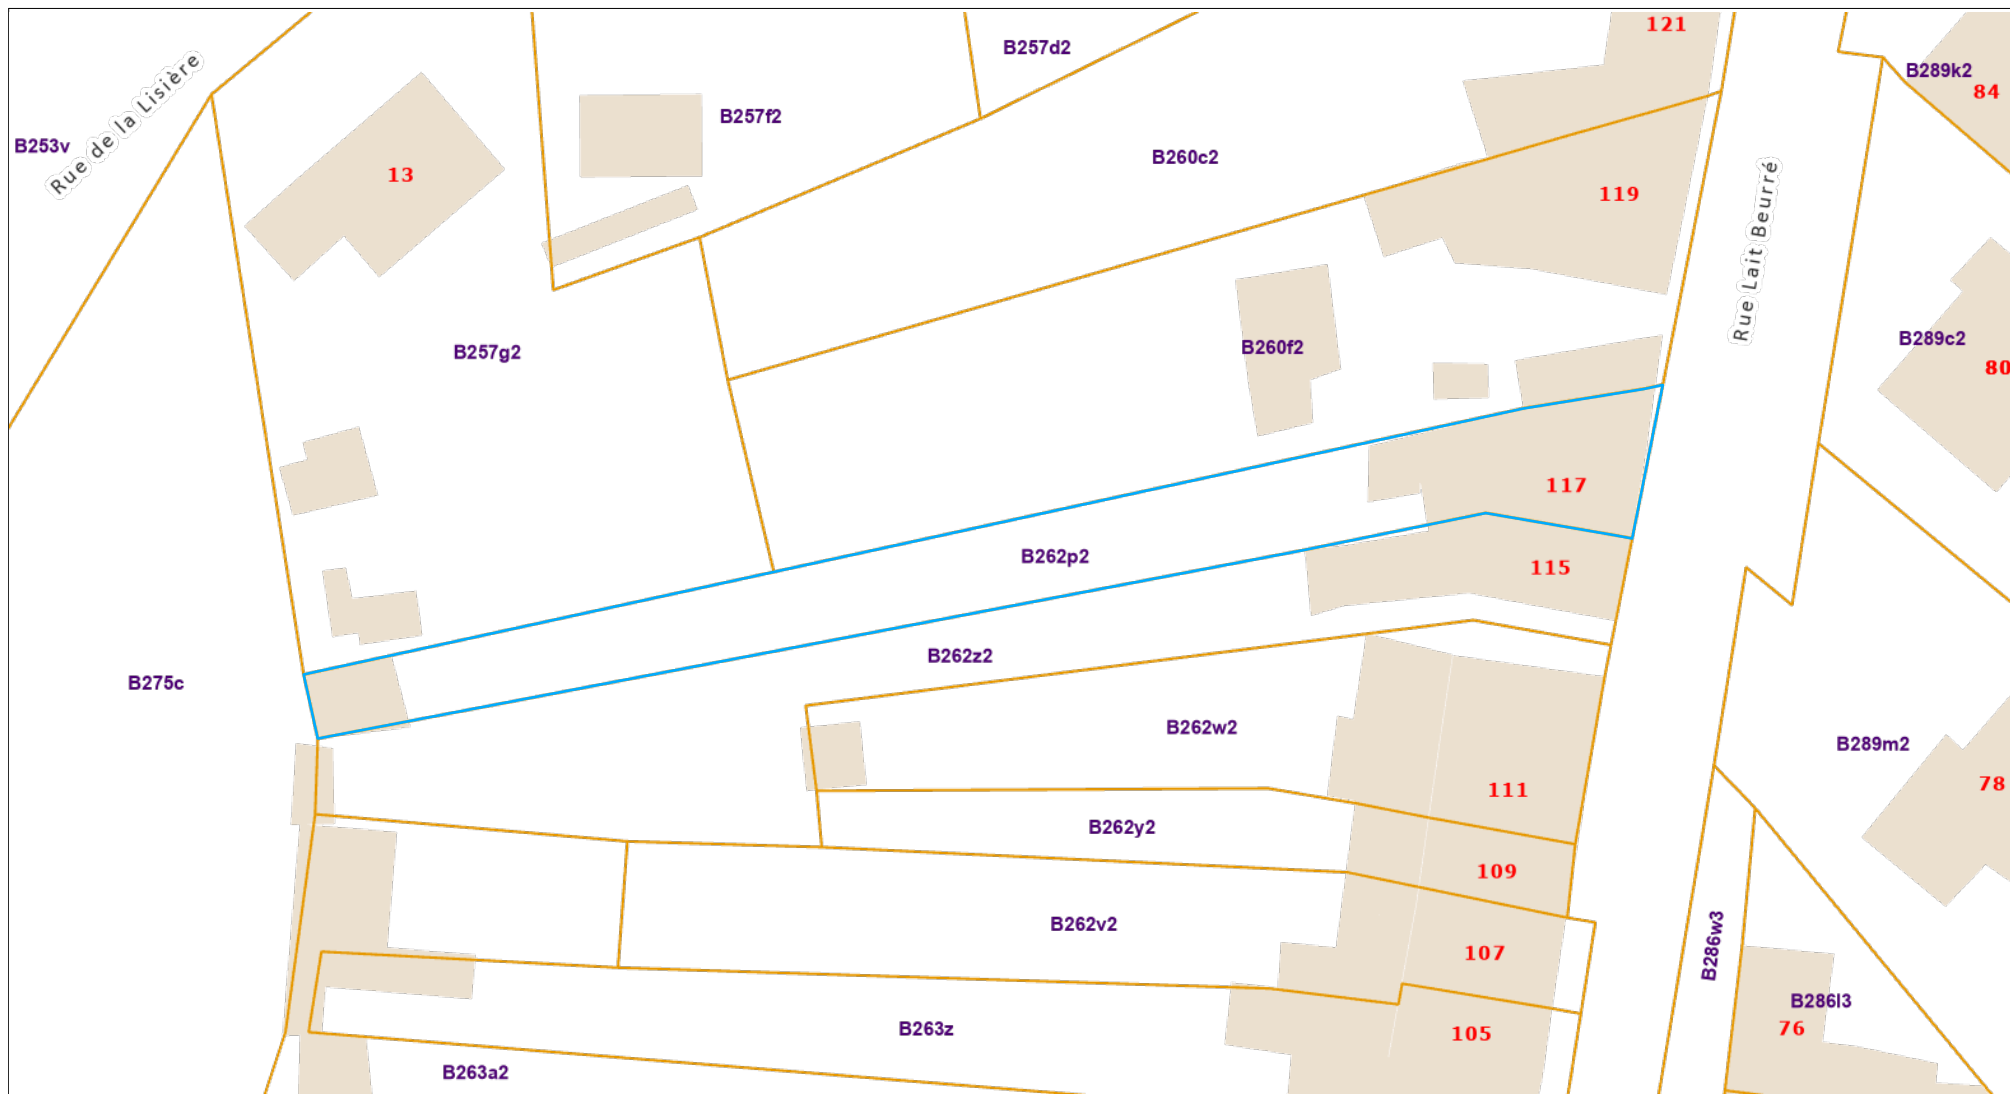 121
B257d2
B289k2
84
Rue de la Lisière
B257f2
B253v
B260c2
13
119
Rue Lait Beurré
B289c2
B260f2
B257g2
80
117
B262p2
115
B262z2
B275c
B262w2
B289m2
78
111
B262y2
109
B262v2
107
B286w3
B286l3
76
B263z
105
B263a2